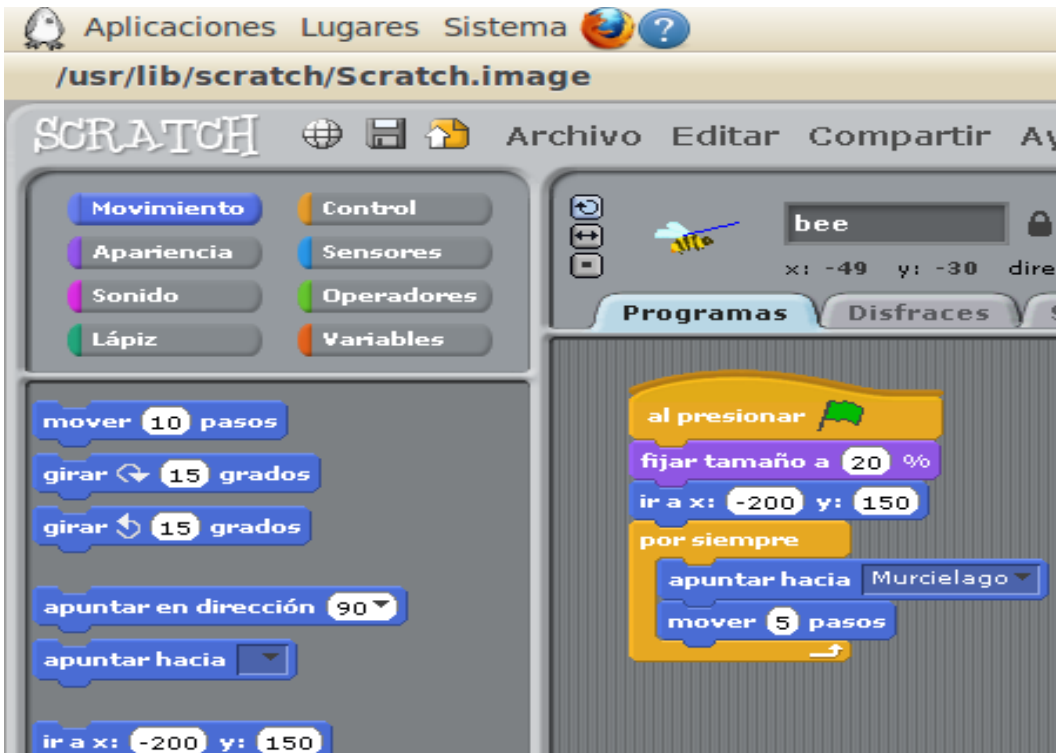 Aplicaciones Lugares Sistema ?
/usr/lib/scratch/Scratch.image
SCRATCH Archivo Editar Compartir Ay
Movimiento Control
Apariencia Sensores
Sonido Operadores
Lápiz Variables
bee
x: -49 y: -30 dire
Programas Disfraces S
mover 10 pasos
girar 15 grados
girar 15 grados
apuntar en dirección 90
apuntar hacia
ir a x: -200 y: 150
al presionar
fijar tamaño a 20 %
ir a x: -200 y: 150
por siempre
apuntar hacia Murcielago
mover 5 pasos